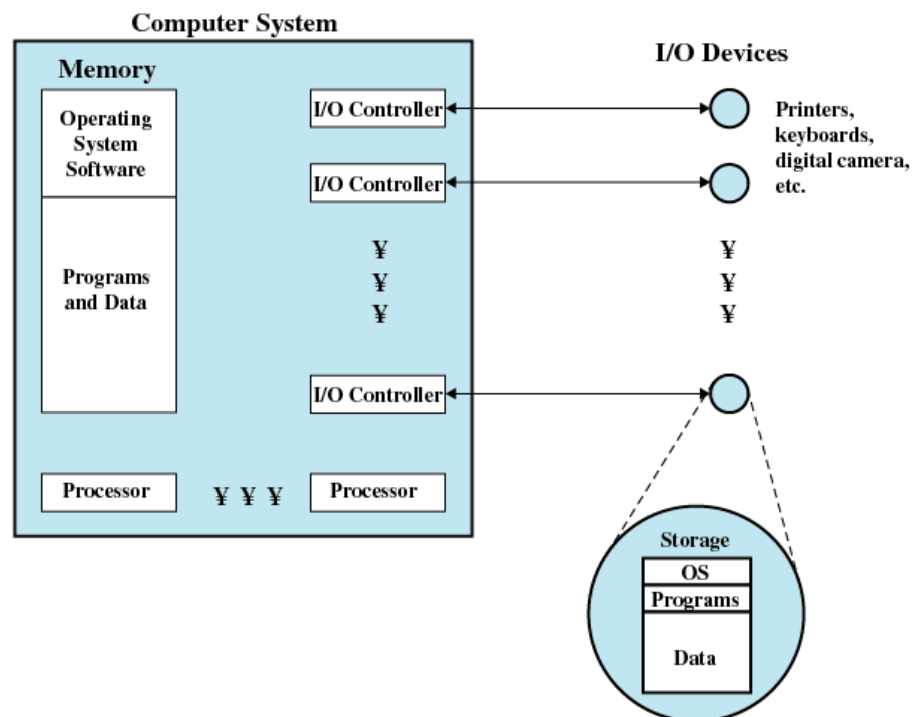 Computer System
I/O Devices
Memory
Operating
System
Software
Programs
and Data
I/O Controller
I/O Controller
¥
¥
¥
I/O Controller
Processor
¥ ¥ ¥
Processor
Printers,
keyboards,
digital camera,
etc.
¥
¥
¥
Storage
OS
Programs
Data